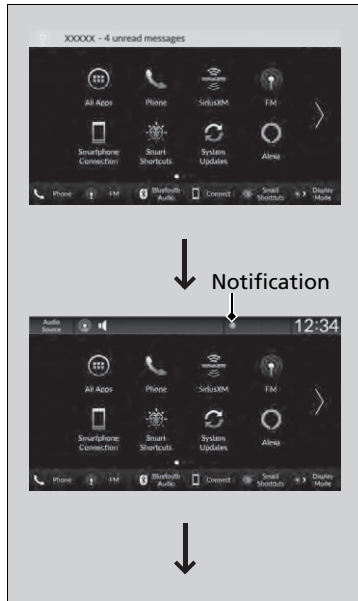 XXXXX - 4 unread messages
All Apps Phone SiriusXM FM
Smartphone Connection Smart Shortcuts System Updates Alexa
Phone FM Bluetooth Audio Connect Smart Shortcuts Display Mode
Notification
Audio Source 12:34
All Apps Phone SiriusXM FM
Smartphone Connection Smart Shortcuts System Updates Alexa
Phone FM Bluetooth Audio Connect Smart Shortcuts Display Mode